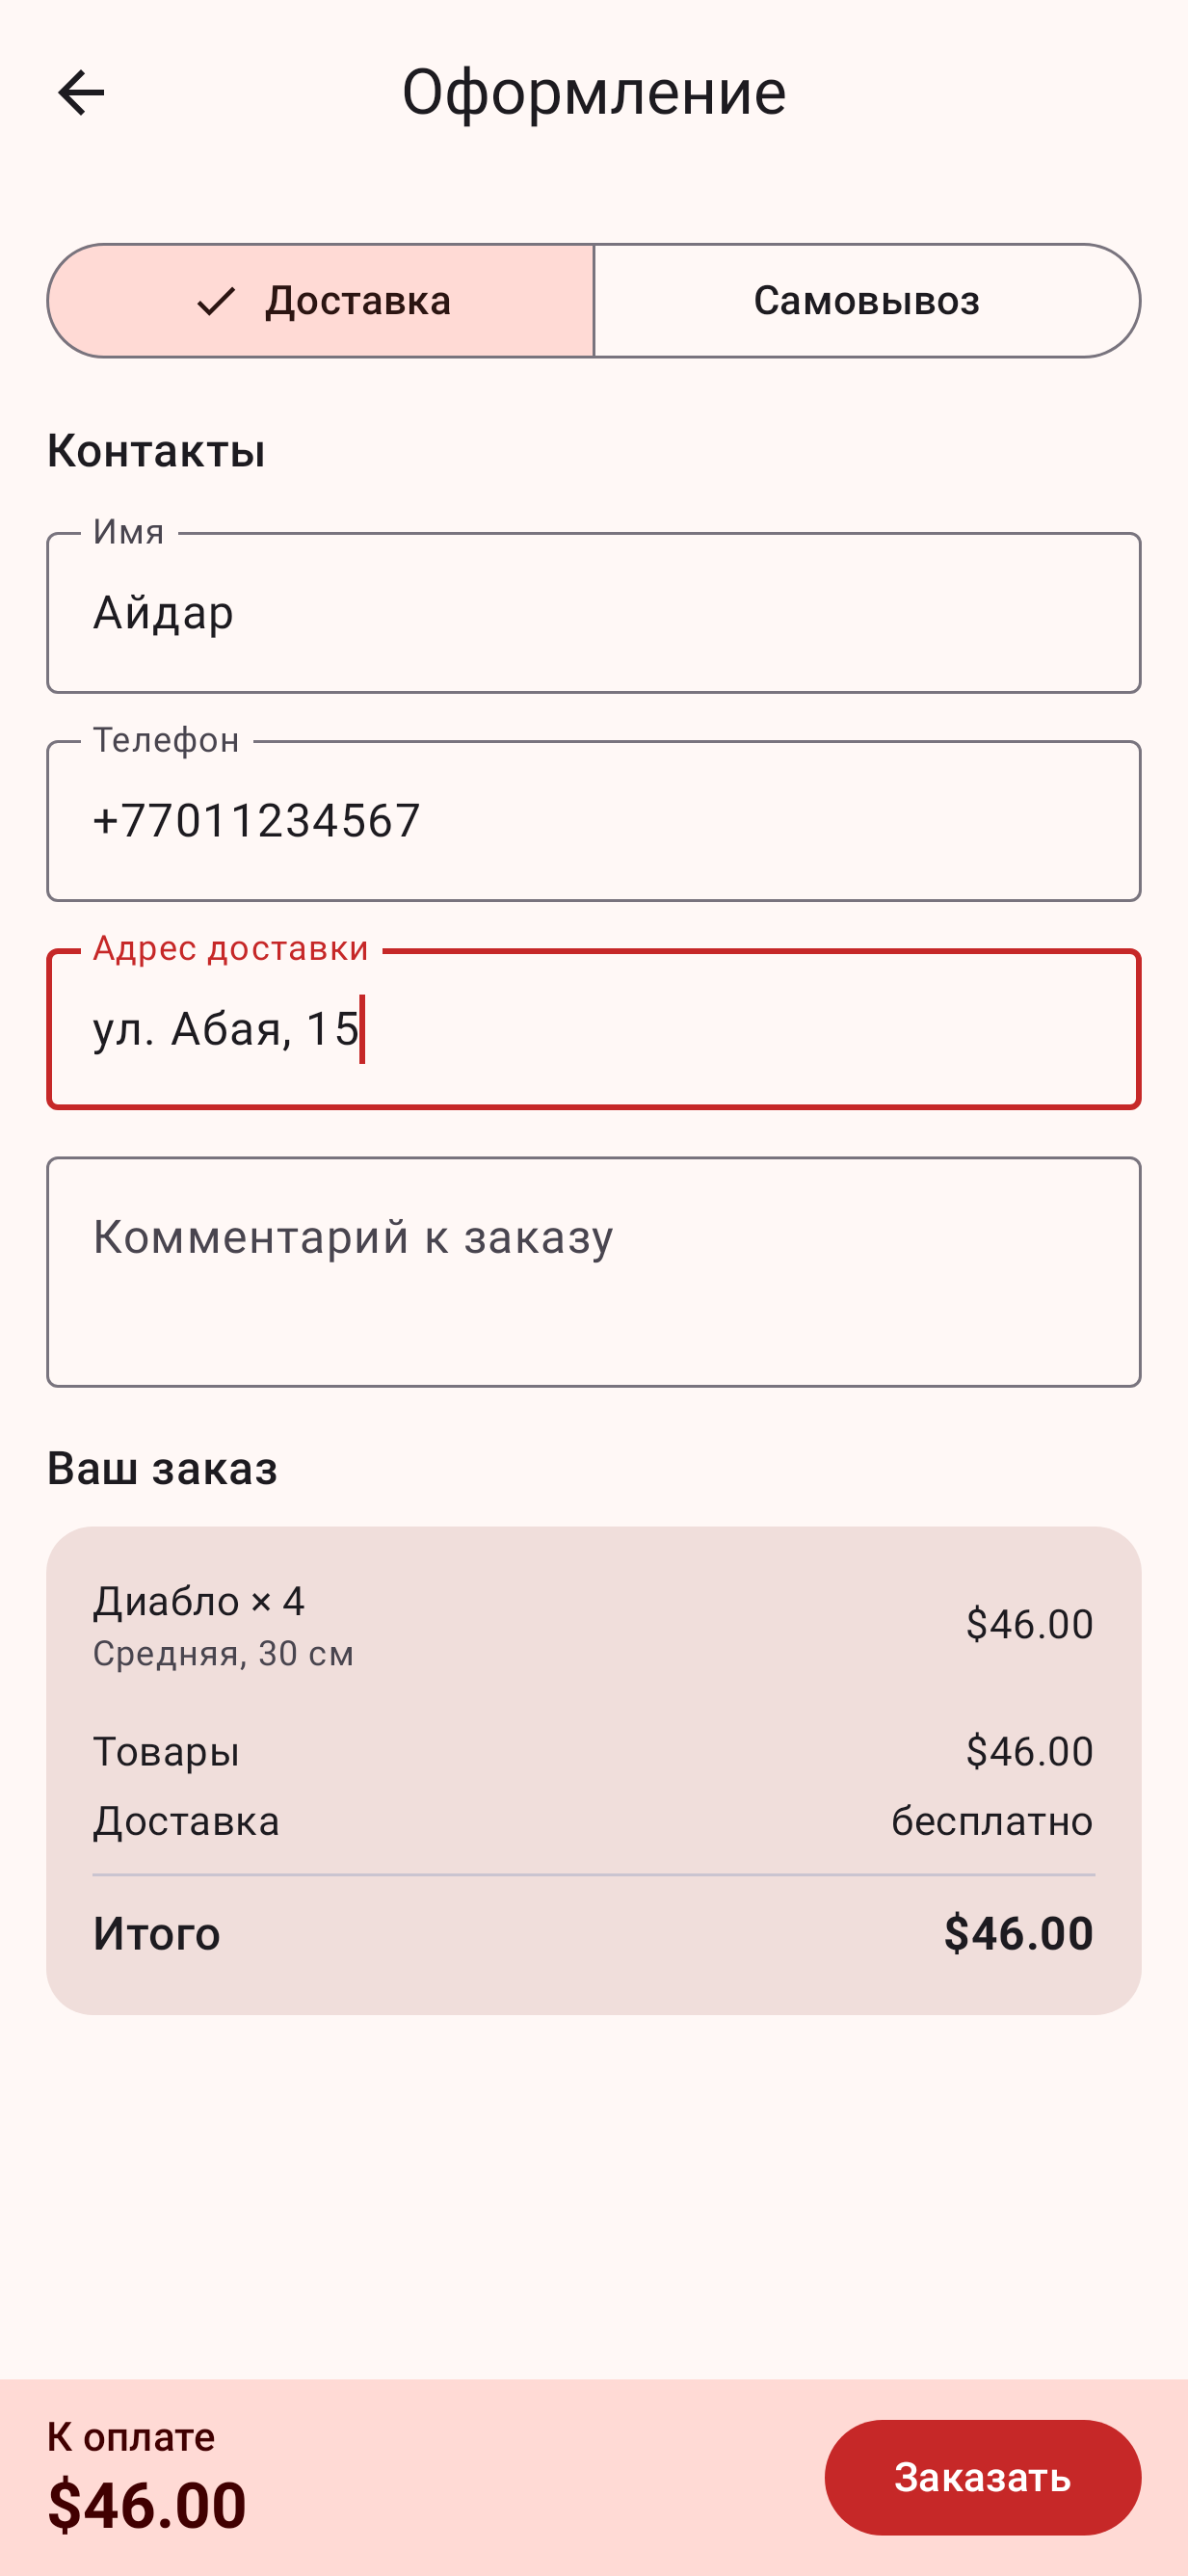 Оформление
Доставка
Самовывоз
Контакты
Имя
Айдар
Телефон
+77011234567
Адрес доставки
ул. Абая, 15
Комментарий к заказу
Ваш заказ
Диабло × 4
Средняя, 30 см
$46.00
Товары
$46.00
Доставка
бесплатно
Итого
$46.00
К оплате
$46.00
Заказать